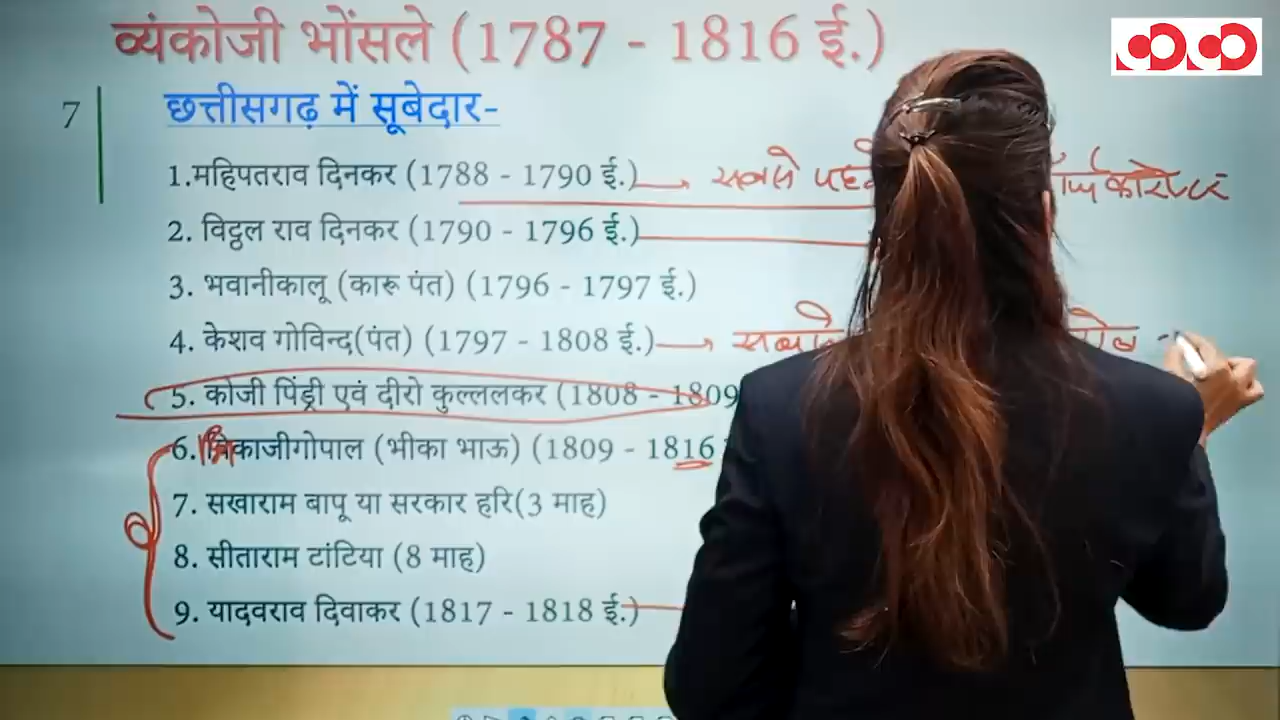 व्यंकोजी भोंसले (1787 - 1816 ई.)
7
छत्तीसगढ़ में सूबेदार-
1.महिपतराव दिनकर (1788 - 1790 ई.) → सबसे
2. विट्ठल राव दिनकर (1790 - 1796 ई.)
3. भवानीकालू (कारू पंत) (1796 - 1797 ई.)
4. केशव गोविन्द(पंत) (1797 - 1808 ई.) →
5. कोजी पिंड्री एवं दीरो कुल्ललकर (1808 - 1809
6. भिकाजीगोपाल (भीका भाऊ) (1809 - 1816
7. सखाराम बापू या सरकार हरि(3 माह)
8. सीताराम टांटिया (8 माह)
9. यादवराव दिवाकर (1817 - 1818 ई.)